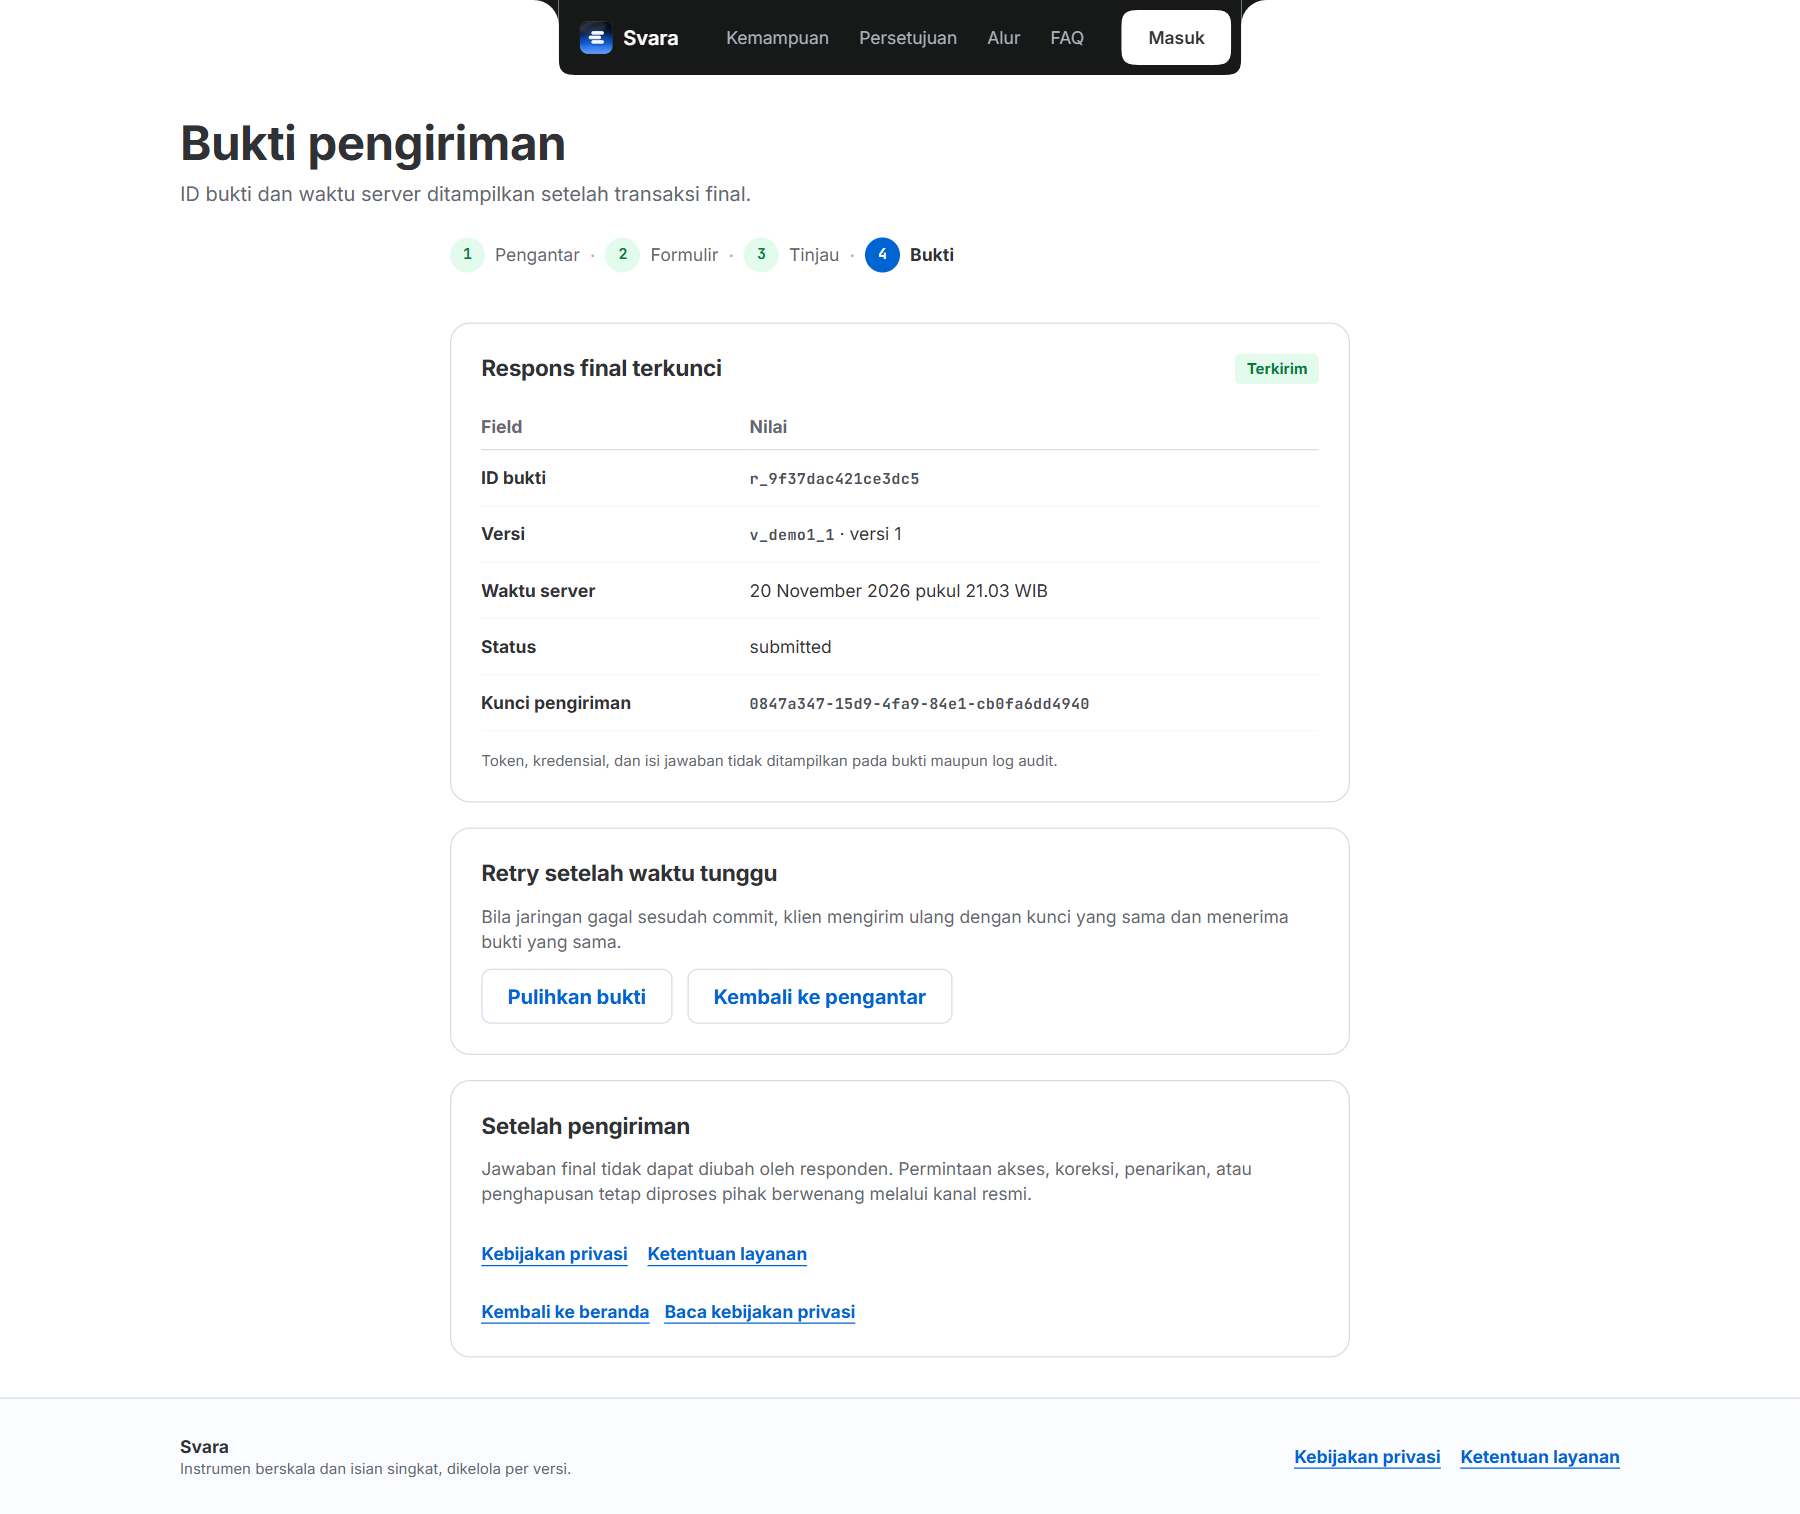 Svara
Kemampuan
Persetujuan
Alur
FAQ
Masuk
Bukti pengiriman
ID bukti dan waktu server ditampilkan setelah transaksi final.
1 Pengantar · 2 Formulir · 3 Tinjau · 4 Bukti
Respons final terkunci
Terkirim
Field Nilai
ID bukti r_9f37dac421ce3dc5
Versi v_demo1_1 · versi 1
Waktu server 20 November 2026 pukul 21.03 WIB
Status submitted
Kunci pengiriman 0847a347-15d9-4fa9-84e1-cb0fa6dd4940
Token, kredensial, dan isi jawaban tidak ditampilkan pada bukti maupun log audit.
Retry setelah waktu tunggu
Bila jaringan gagal sesudah commit, klien mengirim ulang dengan kunci yang sama dan menerima
bukti yang sama.
Pulihkan bukti
Kembali ke pengantar
Setelah pengiriman
Jawaban final tidak dapat diubah oleh responden. Permintaan akses, koreksi, penarikan, atau
penghapusan tetap diproses pihak berwenang melalui kanal resmi.
Kebijakan privasi Ketentuan layanan
Kembali ke beranda Baca kebijakan privasi
Svara
Instrumen berskala dan isian singkat, dikelola per versi.
Kebijakan privasi Ketentuan layanan